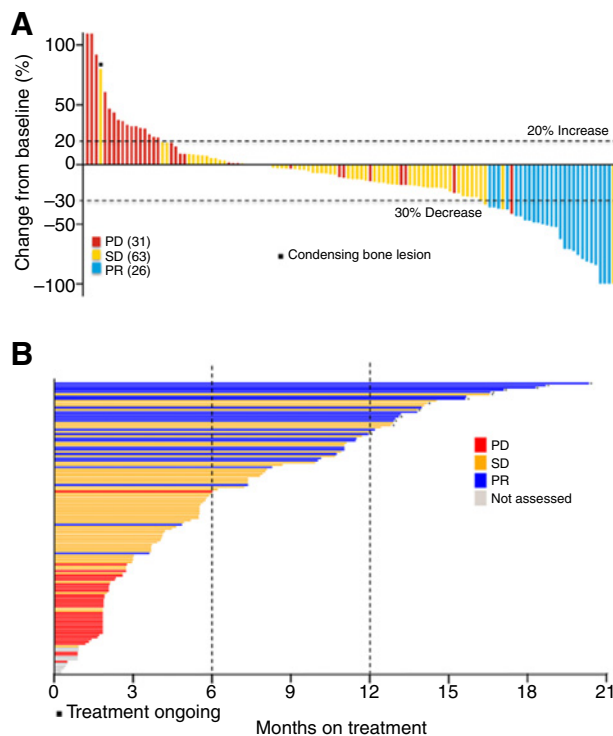 A
Change from baseline (%)
100
50
20
0
−30
−50
−100
20% Increase
30% Decrease
PD (31)
SD (63)
PR (26)
Condensing bone lesion
B
PD
SD
PR
Not assessed
0 3 6 9 12 15 18 21
Treatment ongoing
Months on treatment